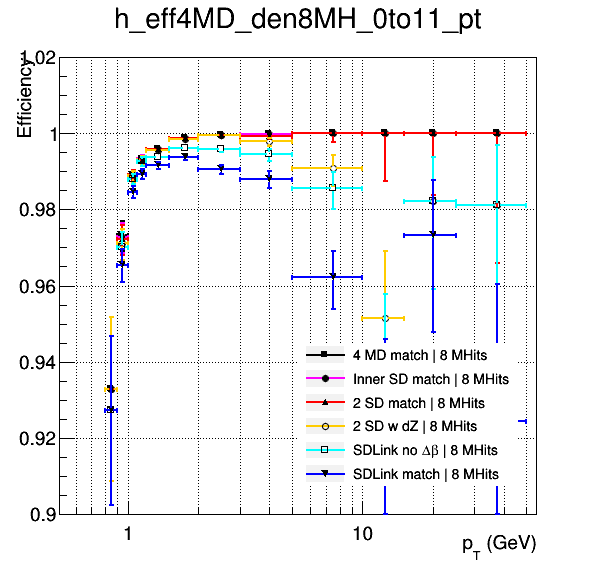 h_eff4MD_den8MH_0to11_pt
Efficiency
1.02
1
0.98
0.96
0.94
0.92
0.9
4 MD match | 8 MHits
Inner SD match | 8 MHits
2 SD match | 8 MHits
2 SD w dZ | 8 MHits
SDLink no Δβ | 8 MHits
SDLink match | 8 MHits
1
10
pT (GeV)